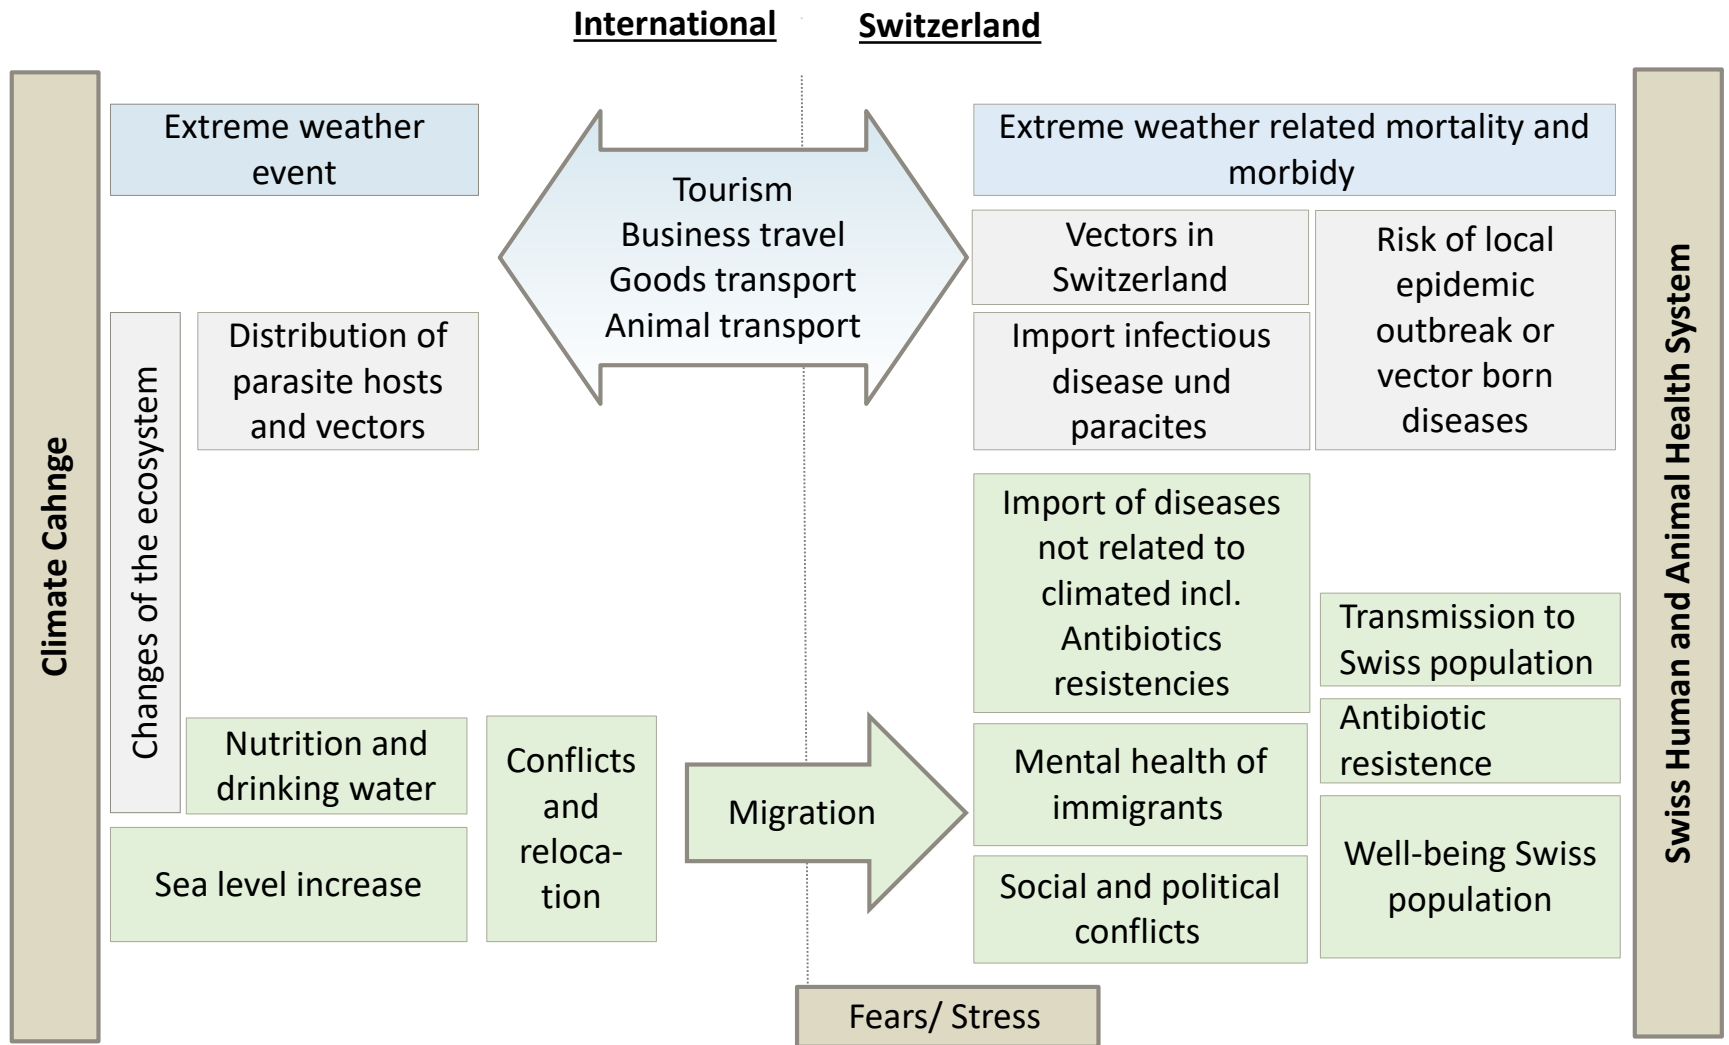 International
Switzerland
Climate Cahnge
Extreme weather
event
Changes of the ecosystem
Distribution of
parasite hosts
and vectors
Nutrition and
drinking water
Sea level increase
Conflicts
and
reloca-
tion
Tourism
Business travel
Goods transport
Animal transport
Migration
Extreme weather related mortality and
morbidy
Vectors in
Switzerland
Import infectious
disease und
paracites
Risk of local
epidemic
outbreak or
vector born
diseases
Import of diseases
not related to
climated incl.
Antibiotics
resistencies
Mental health of
immigrants
Social and political
conflicts
Transmission to
Swiss population
Antibiotic
resistence
Well-being Swiss
population
Fears/ Stress
Swiss Human and Animal Health System